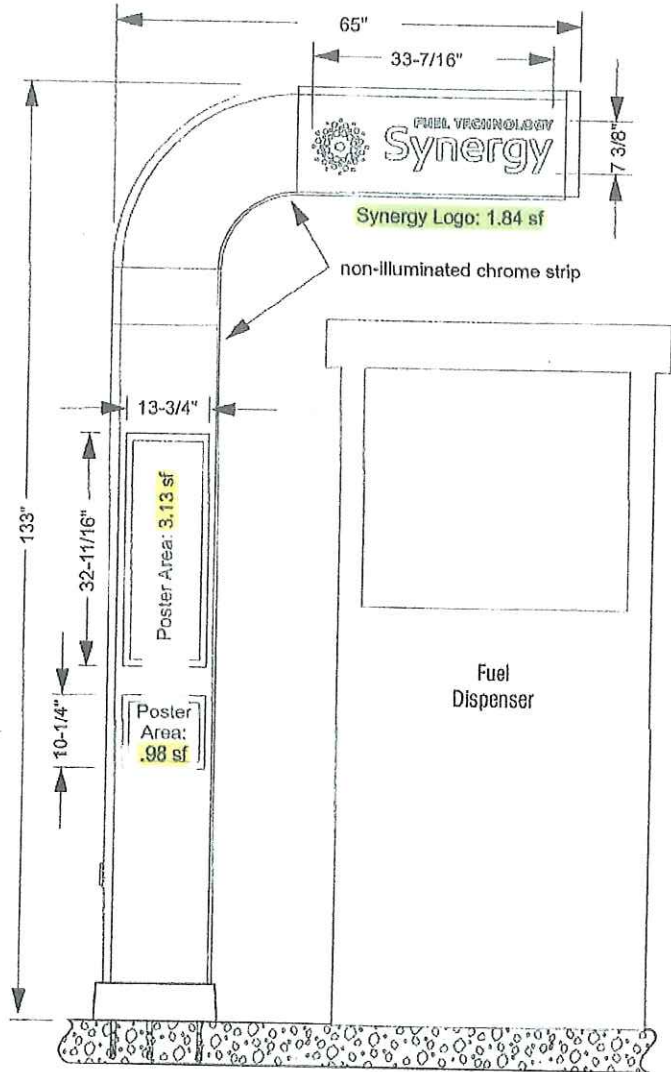 65"
33-7/16"
FUEL TECHNOLOGY
Synergy
7 3/8"
Synergy Logo: 1.84 sf
non-illuminated chrome strip
13-3/4"
133"
32-11/16"
Poster Area: 3.13 sf
10-1/4"
Poster
Area:
.98 sf
Fuel
Dispenser